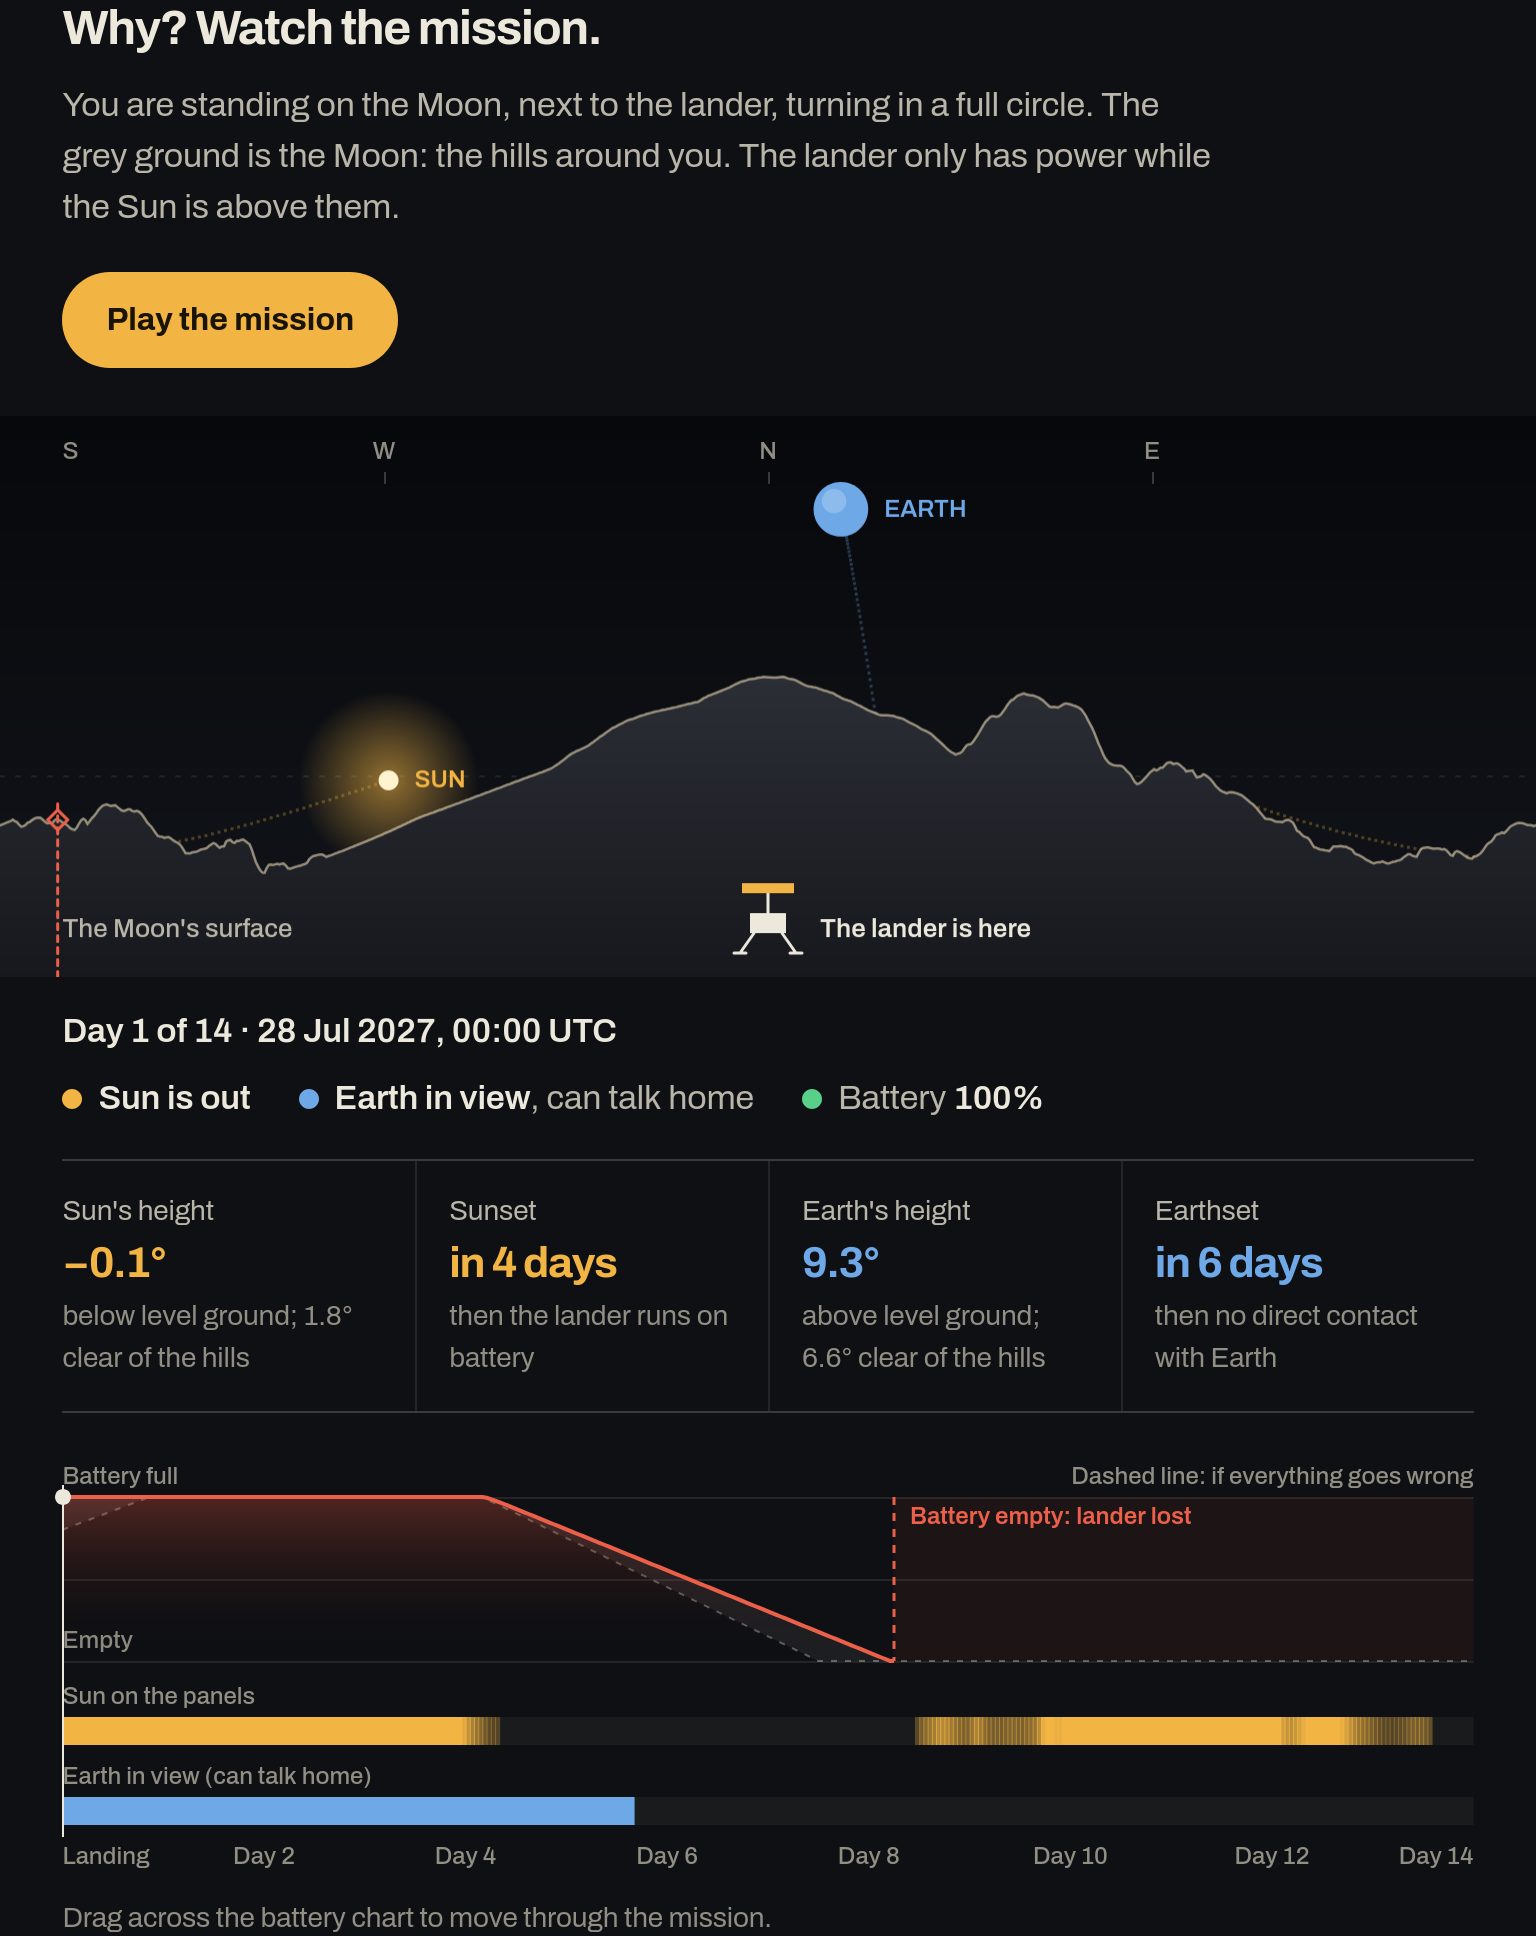 Why? Watch the mission.
You are standing on the Moon, next to the lander, turning in a full circle. The
grey ground is the Moon: the hills around you. The lander only has power while
the Sun is above them.
Play the mission
S W N E
EARTH
SUN
The Moon's surface
The lander is here
Day 1 of 14 · 28 Jul 2027, 00:00 UTC
Sun is out Earth in view, can talk home Battery 100%
Sun's height
–0.1°
below level ground; 1.8°
clear of the hills
Sunset
in 4 days
then the lander runs on
battery
Earth's height
9.3°
above level ground;
6.6° clear of the hills
Earthset
in 6 days
then no direct contact
with Earth
Battery full
Dashed line: if everything goes wrong
Battery empty: lander lost
Empty
Sun on the panels
Earth in view (can talk home)
Landing Day 2 Day 4 Day 6 Day 8 Day 10 Day 12 Day 14
Drag across the battery chart to move through the mission.